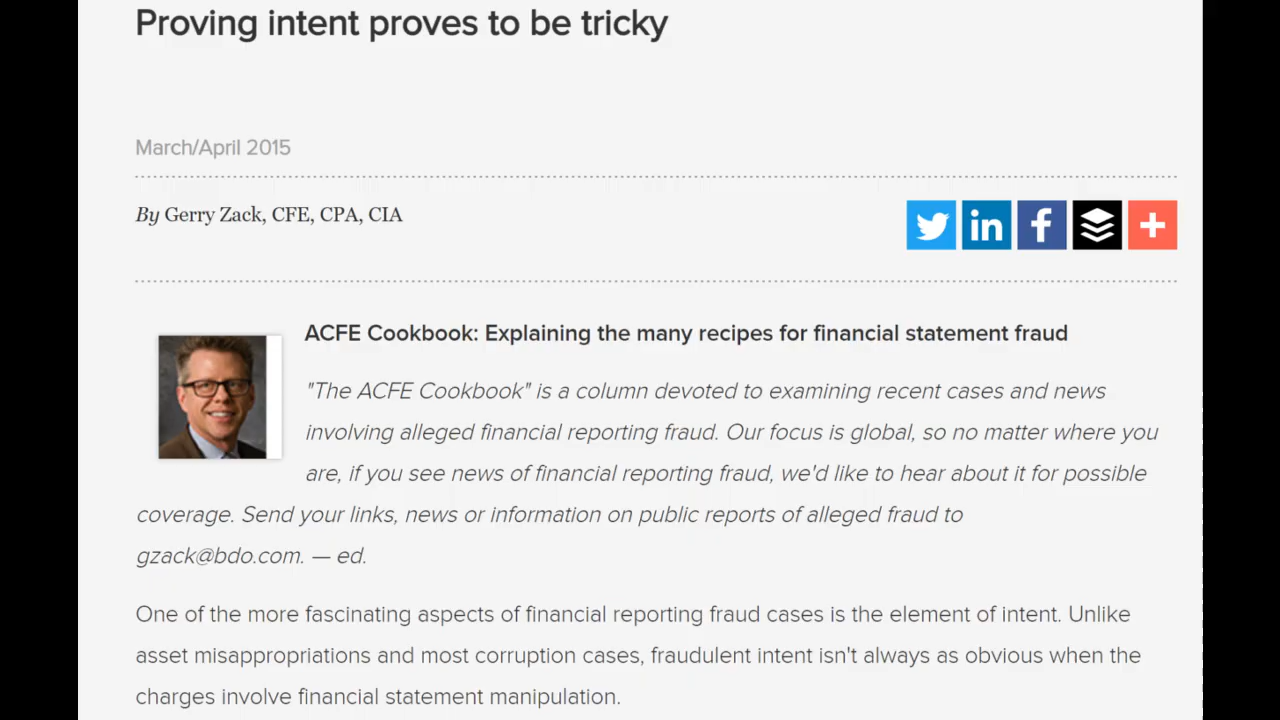 Proving intent proves to be tricky
March/April 2015
By Gerry Zack, CFE, CPA, CIA
in f +
ACFE Cookbook: Explaining the many recipes for financial statement fraud
"The ACFE Cookbook" is a column devoted to examining recent cases and news
involving alleged financial reporting fraud. Our focus is global, so no matter where you
are, if you see news of financial reporting fraud, we'd like to hear about it for possible
coverage. Send your links, news or information on public reports of alleged fraud to
gzack@bdo.com. — ed.
One of the more fascinating aspects of financial reporting fraud cases is the element of intent. Unlike
asset misappropriations and most corruption cases, fraudulent intent isn't always as obvious when the
charges involve financial statement manipulation.